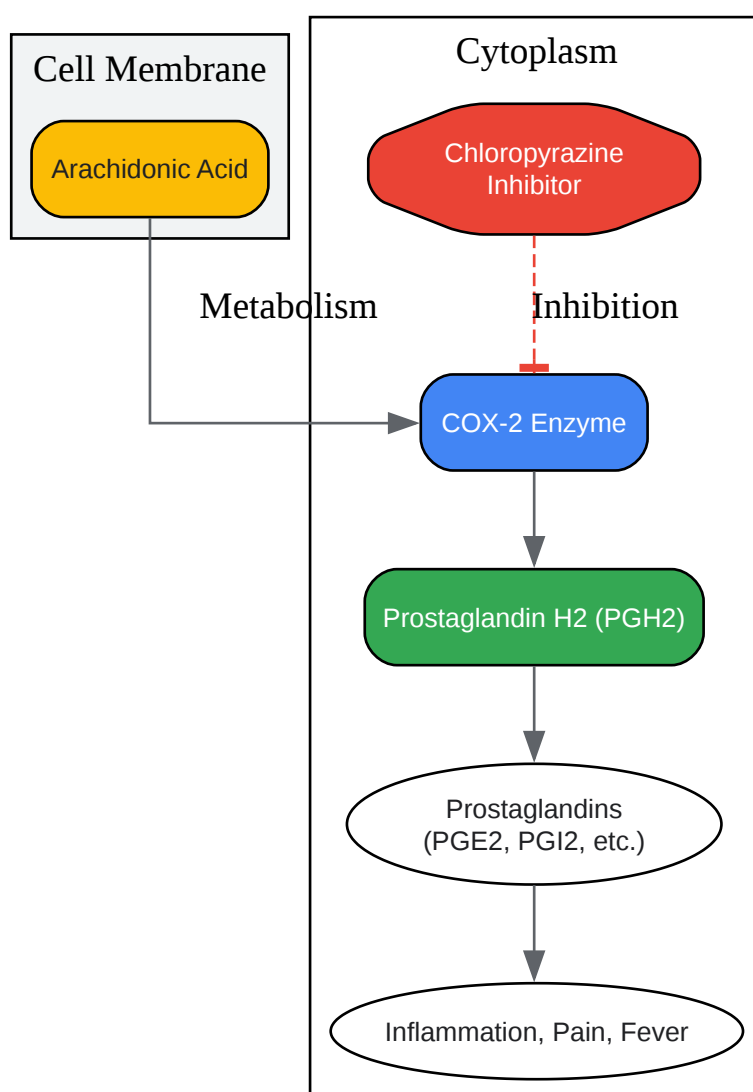 Cell Membrane
Arachidonic Acid
Cytoplasm
Chloropyrazine
Inhibitor
Metabolism
Inhibition
COX-2 Enzyme
Prostaglandin H2 (PGH2)
Prostaglandins
(PGE2, PGI2, etc.)
Inflammation, Pain, Fever